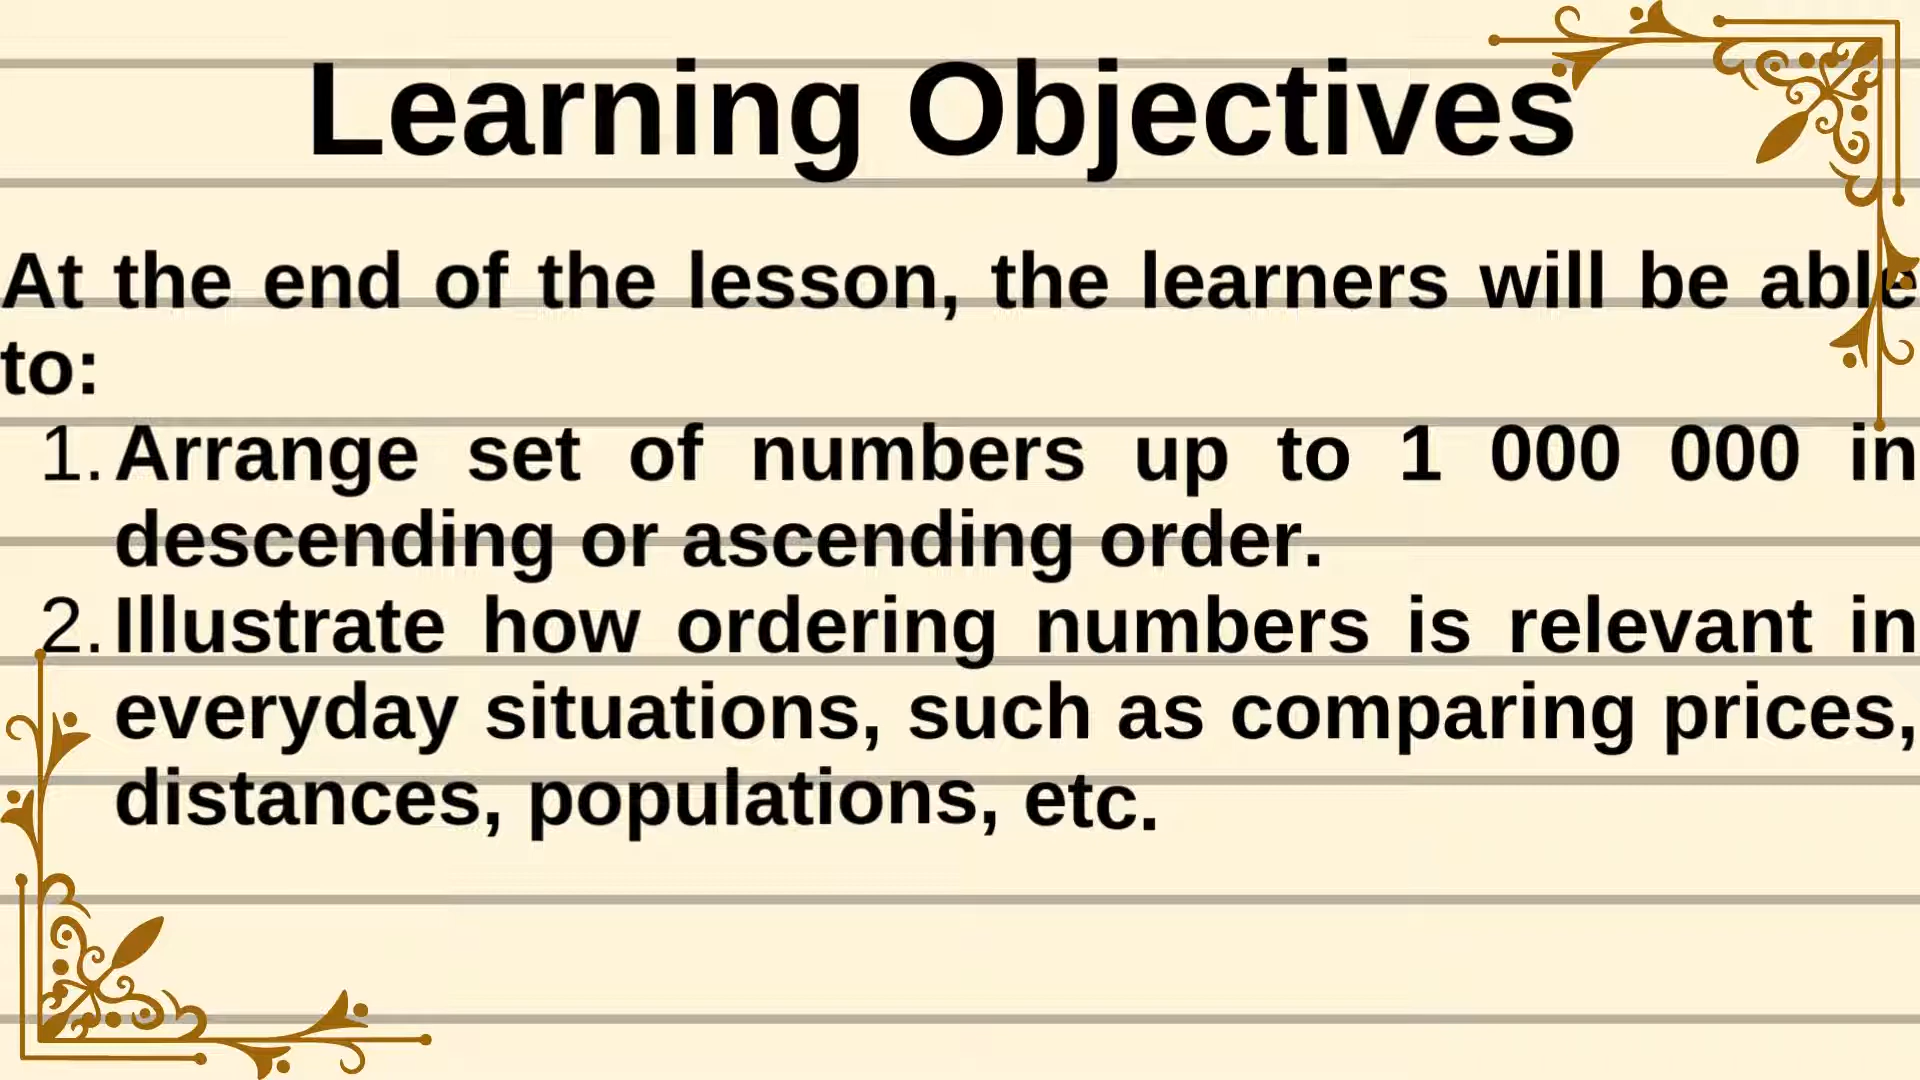 Learning Objectives
At the end of the lesson, the learners will be able
to:
1. Arrange set of numbers up to 1 000 000 in
descending or ascending order.
2. Illustrate how ordering numbers is relevant in
everyday situations, such as comparing prices,
distances, populations, etc.